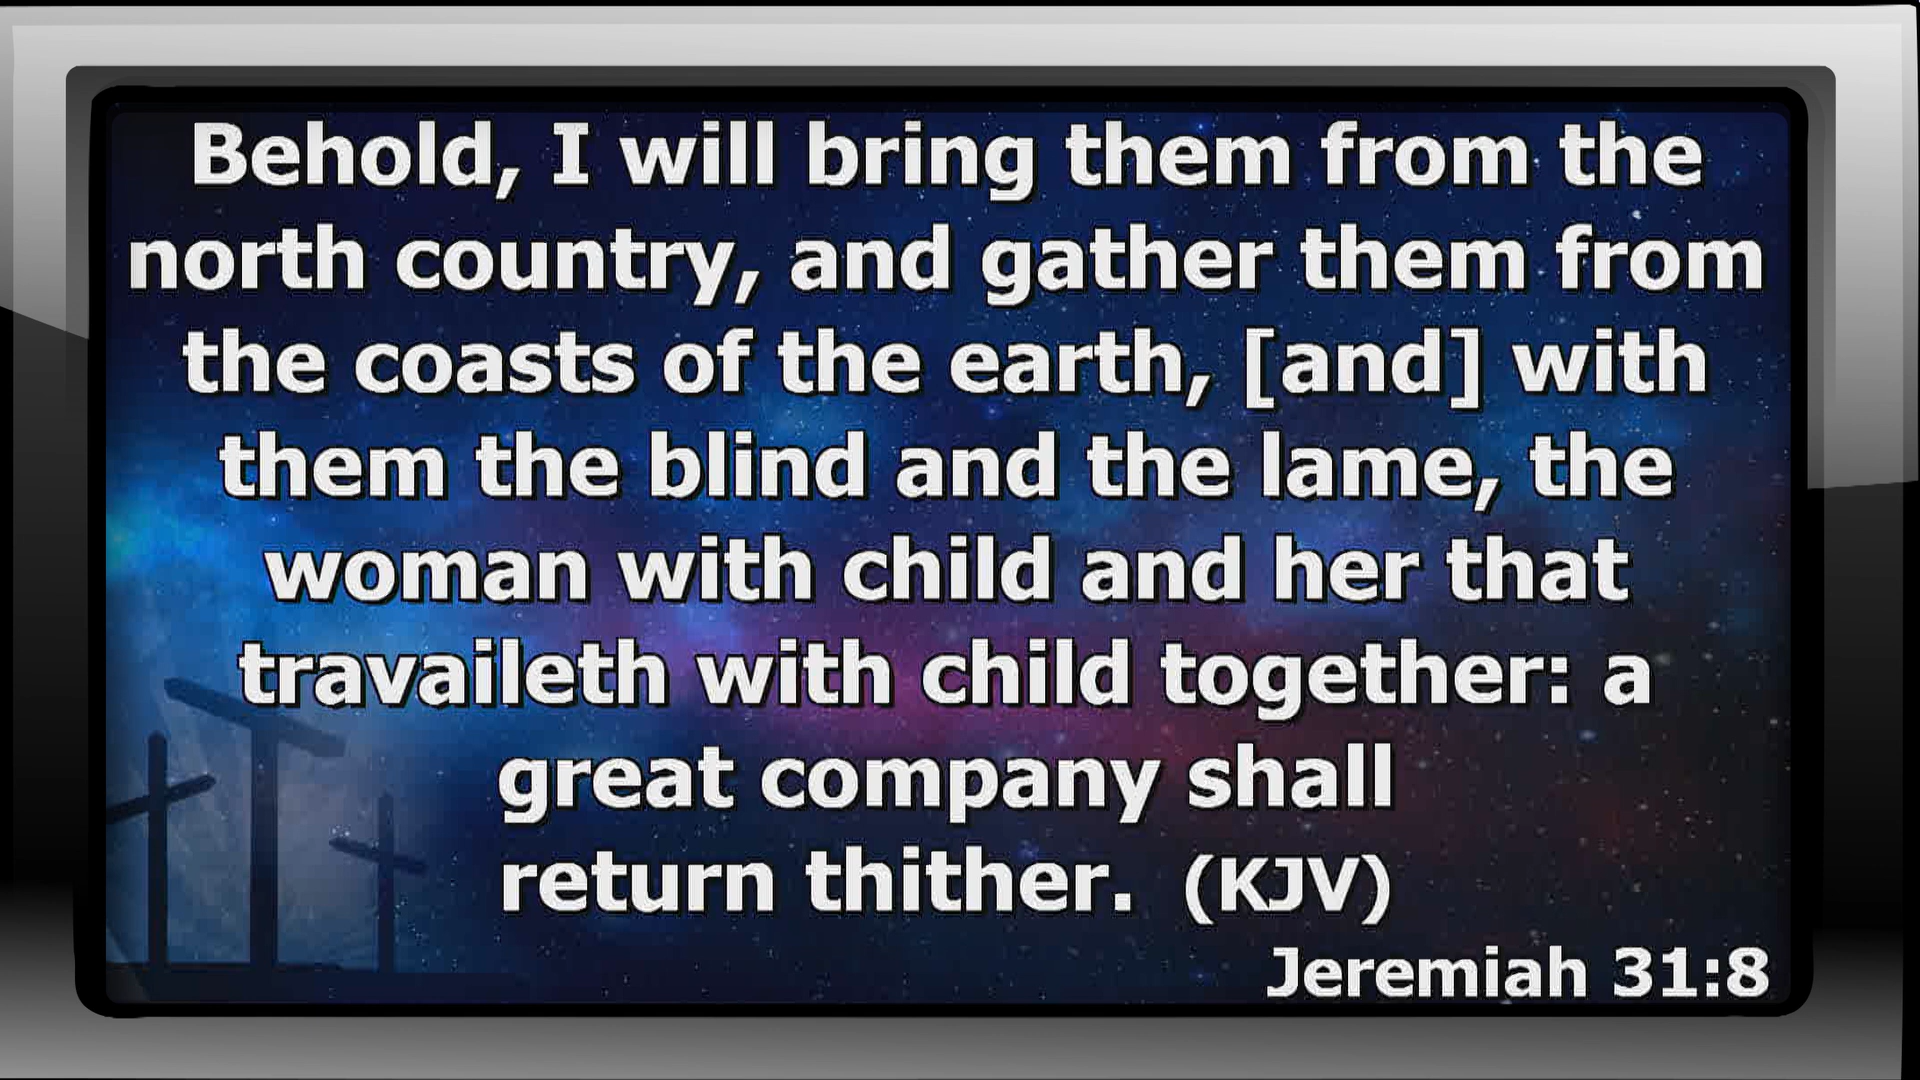 Behold, I will bring them from the
north country, and gather them from
the coasts of the earth, [and] with
them the blind and the lame, the
woman with child and her that
travaileth with child together: a
great company shall
return thither. (KJV)
Jeremiah 31:8